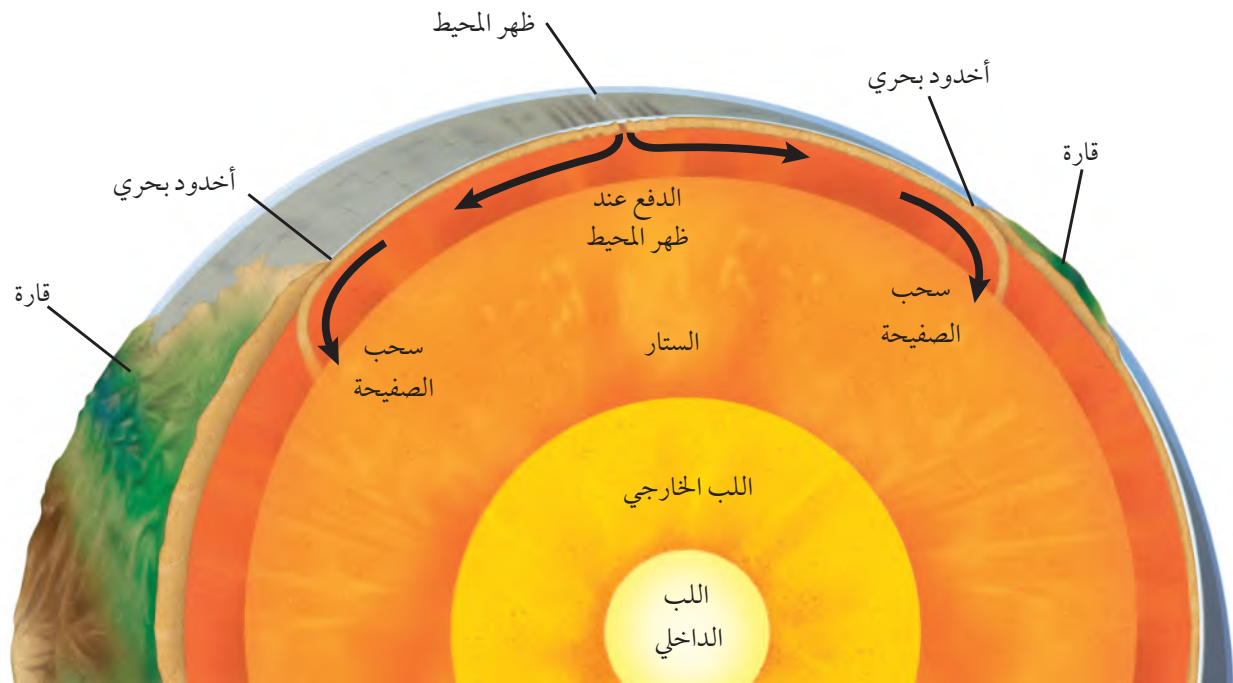 ظهر المحيط
أخدود بحري
قارة
أخدود بحري
الدفع عند
ظهر المحيط
قارة
سحب
الصفيحة
سحب
الصفيحة
الستار
اللب الخارجي
اللب
الداخلي